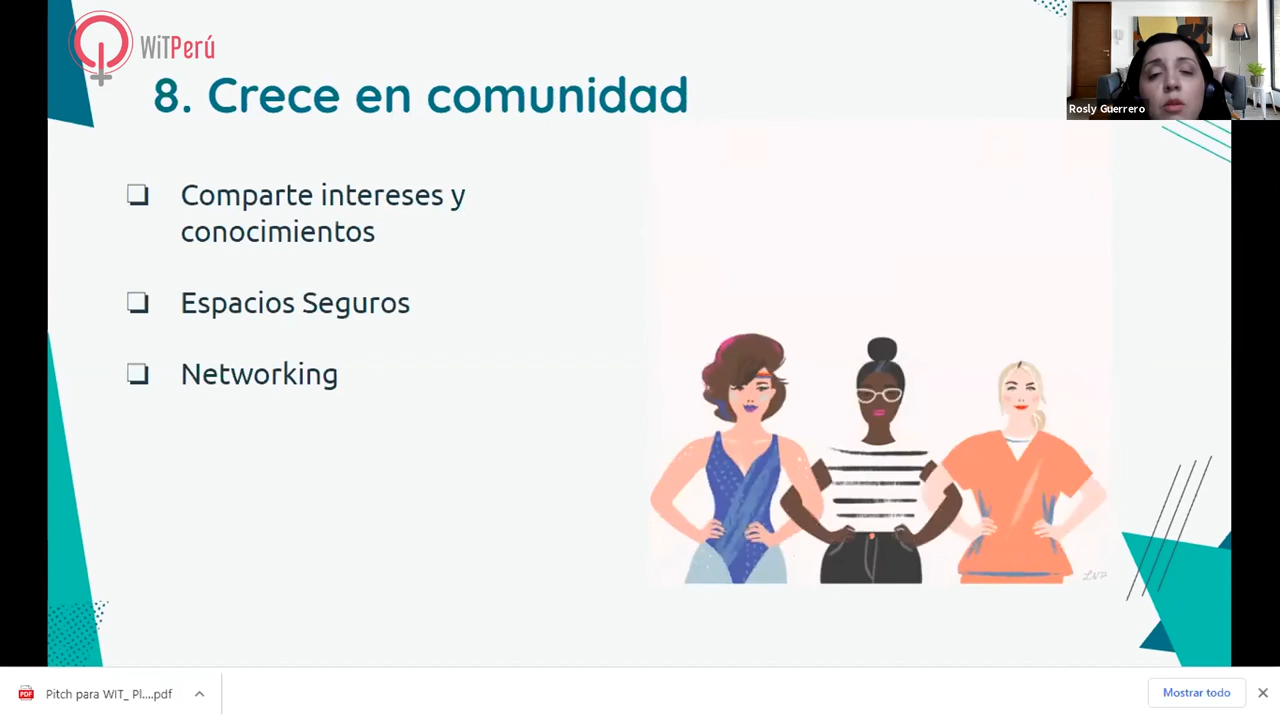 WiTPerú
8. Crece en comunidad
Rosly Guerrero
❏ Comparte intereses y
conocimientos
❏ Espacios Seguros
❏ Networking
LNP
Pitch para WIT_ Pl....pdf
Mostrar todo